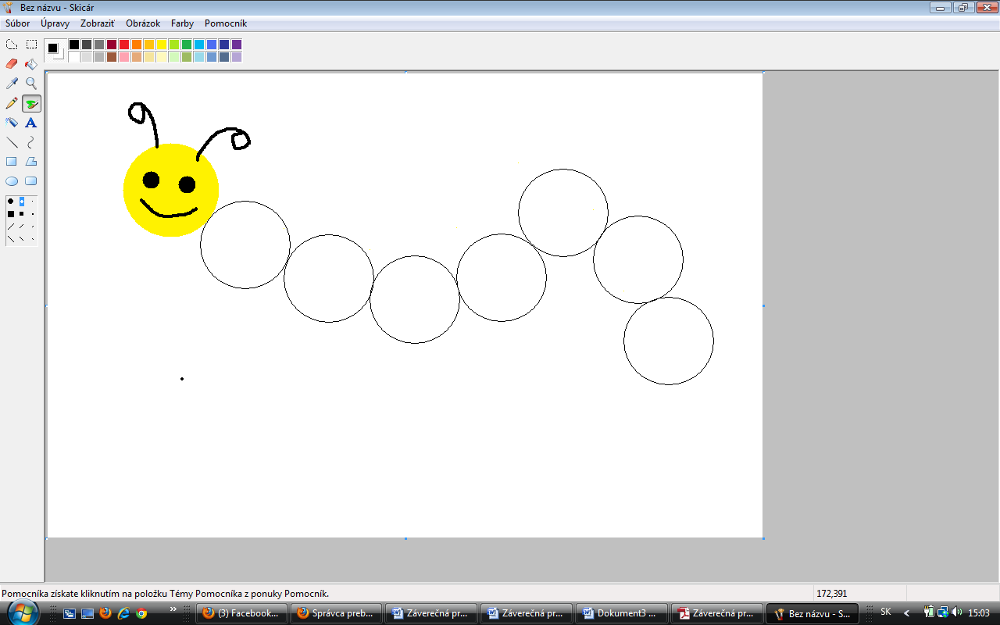 Bez názvu - Skicár
Súbor Úpravy Zobraziť Obrázok Farby Pomocník
A
Pomocníka získate kliknutím na položku Témy Pomocníka z ponuky Pomocník.
172,391
(3) Facebook... Správca preb... Záverečná pr... Záverečná pr... Dokument3 ... Záverečná pr... Bez názvu - S... SK 15:03